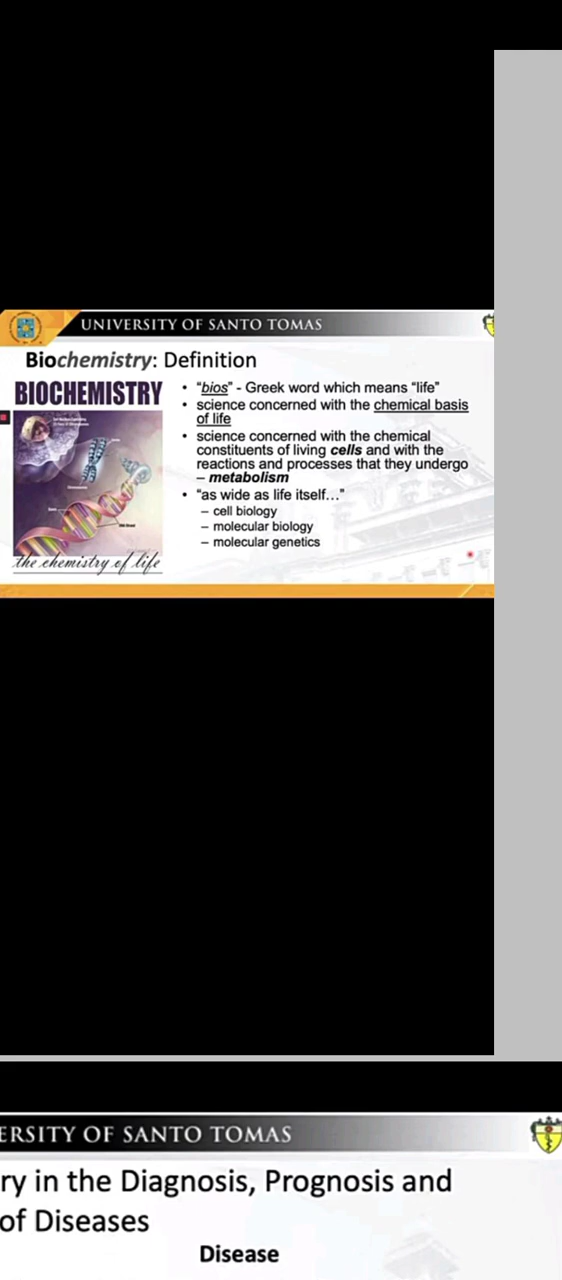 UNIVERSITY OF SANTO TOMAS
Biochemistry: Definition
BIOCHEMISTRY
the chemistry of life
• "bios" - Greek word which means "life"
• science concerned with the chemical basis
of life
• science concerned with the chemical
constituents of living cells and with the
reactions and processes that they undergo
– metabolism
• "as wide as life itself…"
– cell biology
– molecular biology
– molecular genetics
ERSITY OF SANTO TOMAS
ry in the Diagnosis, Prognosis and
of Diseases
Disease